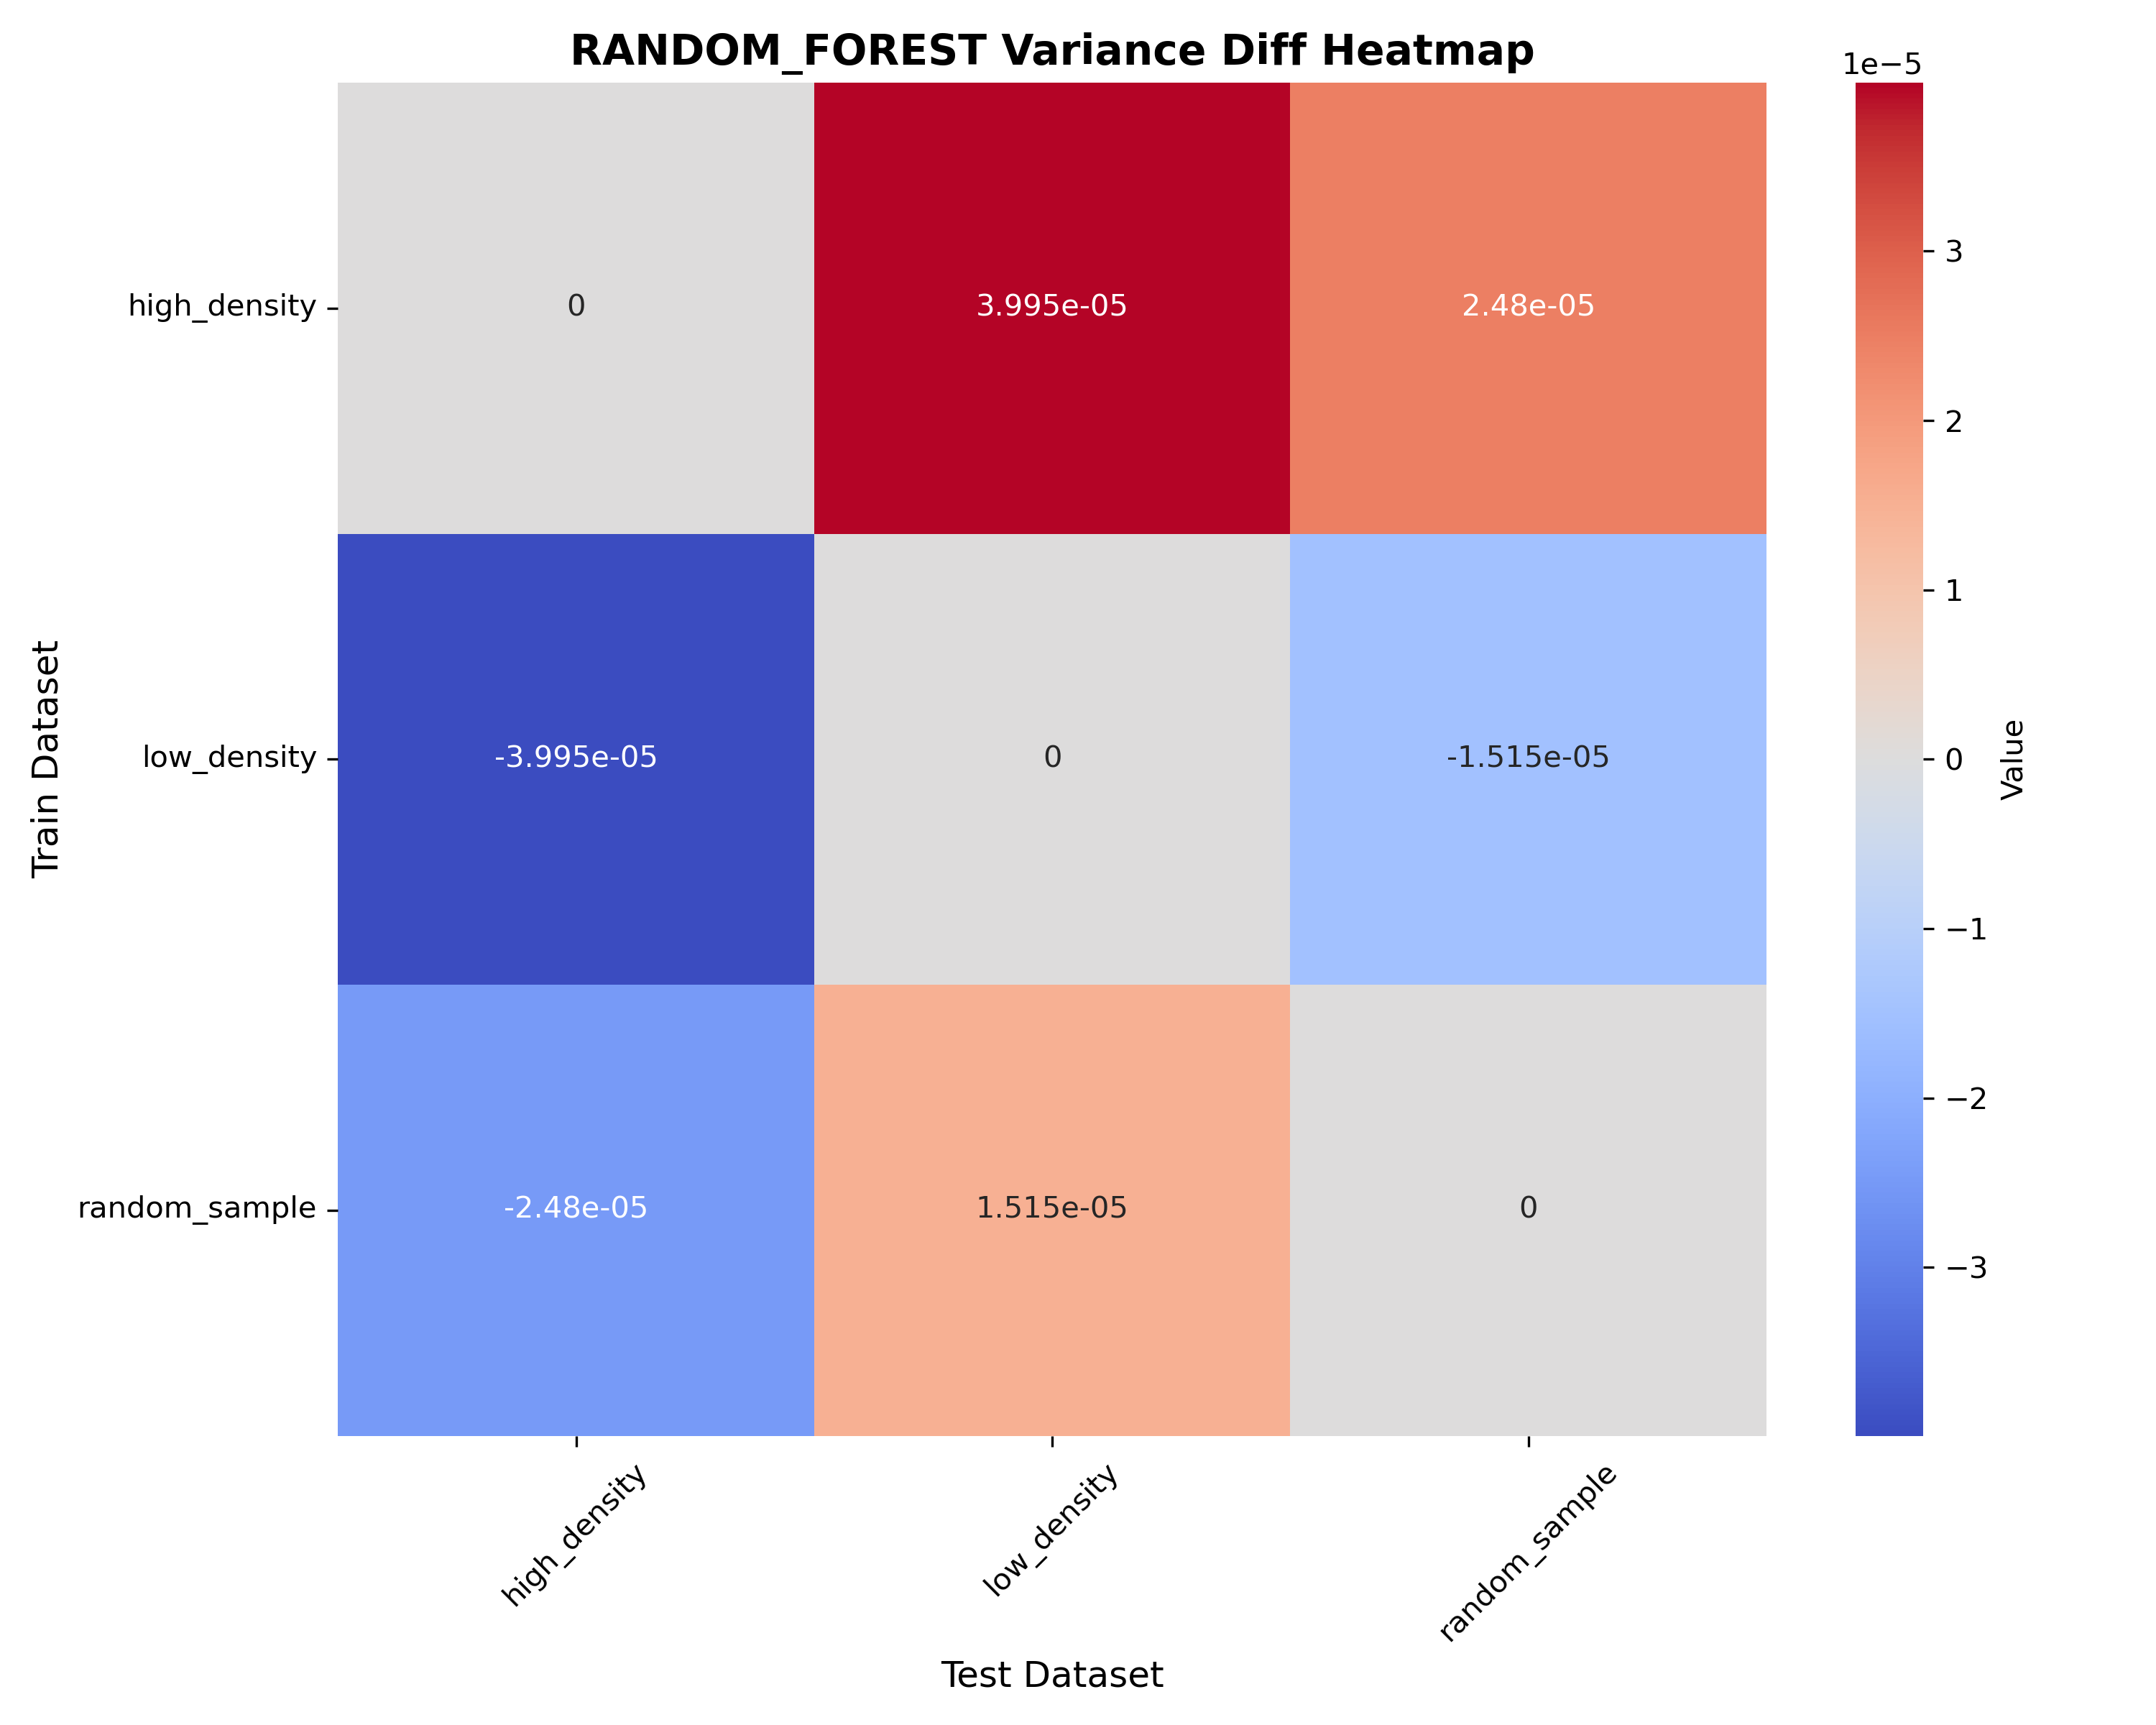 RANDOM_FOREST Variance Diff Heatmap
1e−5
high_density
0
3.995e-05
2.48e-05
low_density
-3.995e-05
0
-1.515e-05
random_sample
-2.48e-05
1.515e-05
0
Train Dataset
high_density
low_density
random_sample
Test Dataset
3
2
1
0
−1
−2
−3
Value